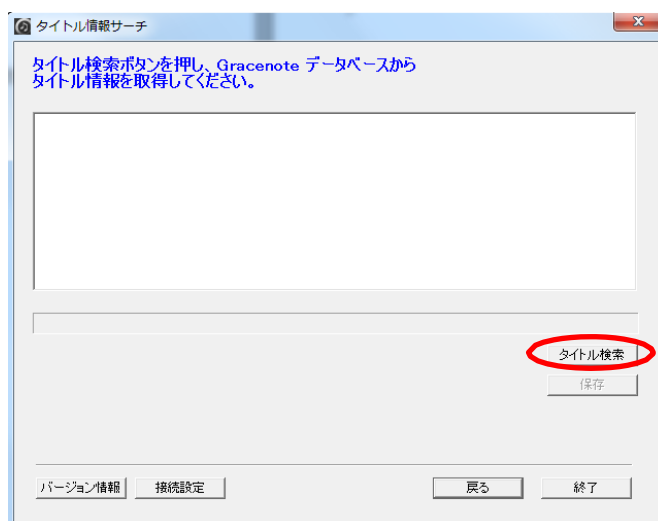 タイトル情報サーチ
タイトル検索ボタンを押し、Gracenote データベースから
タイトル情報を取得してください。
タイトル検索
保存
バージョン情報
接続設定
戻る
終了